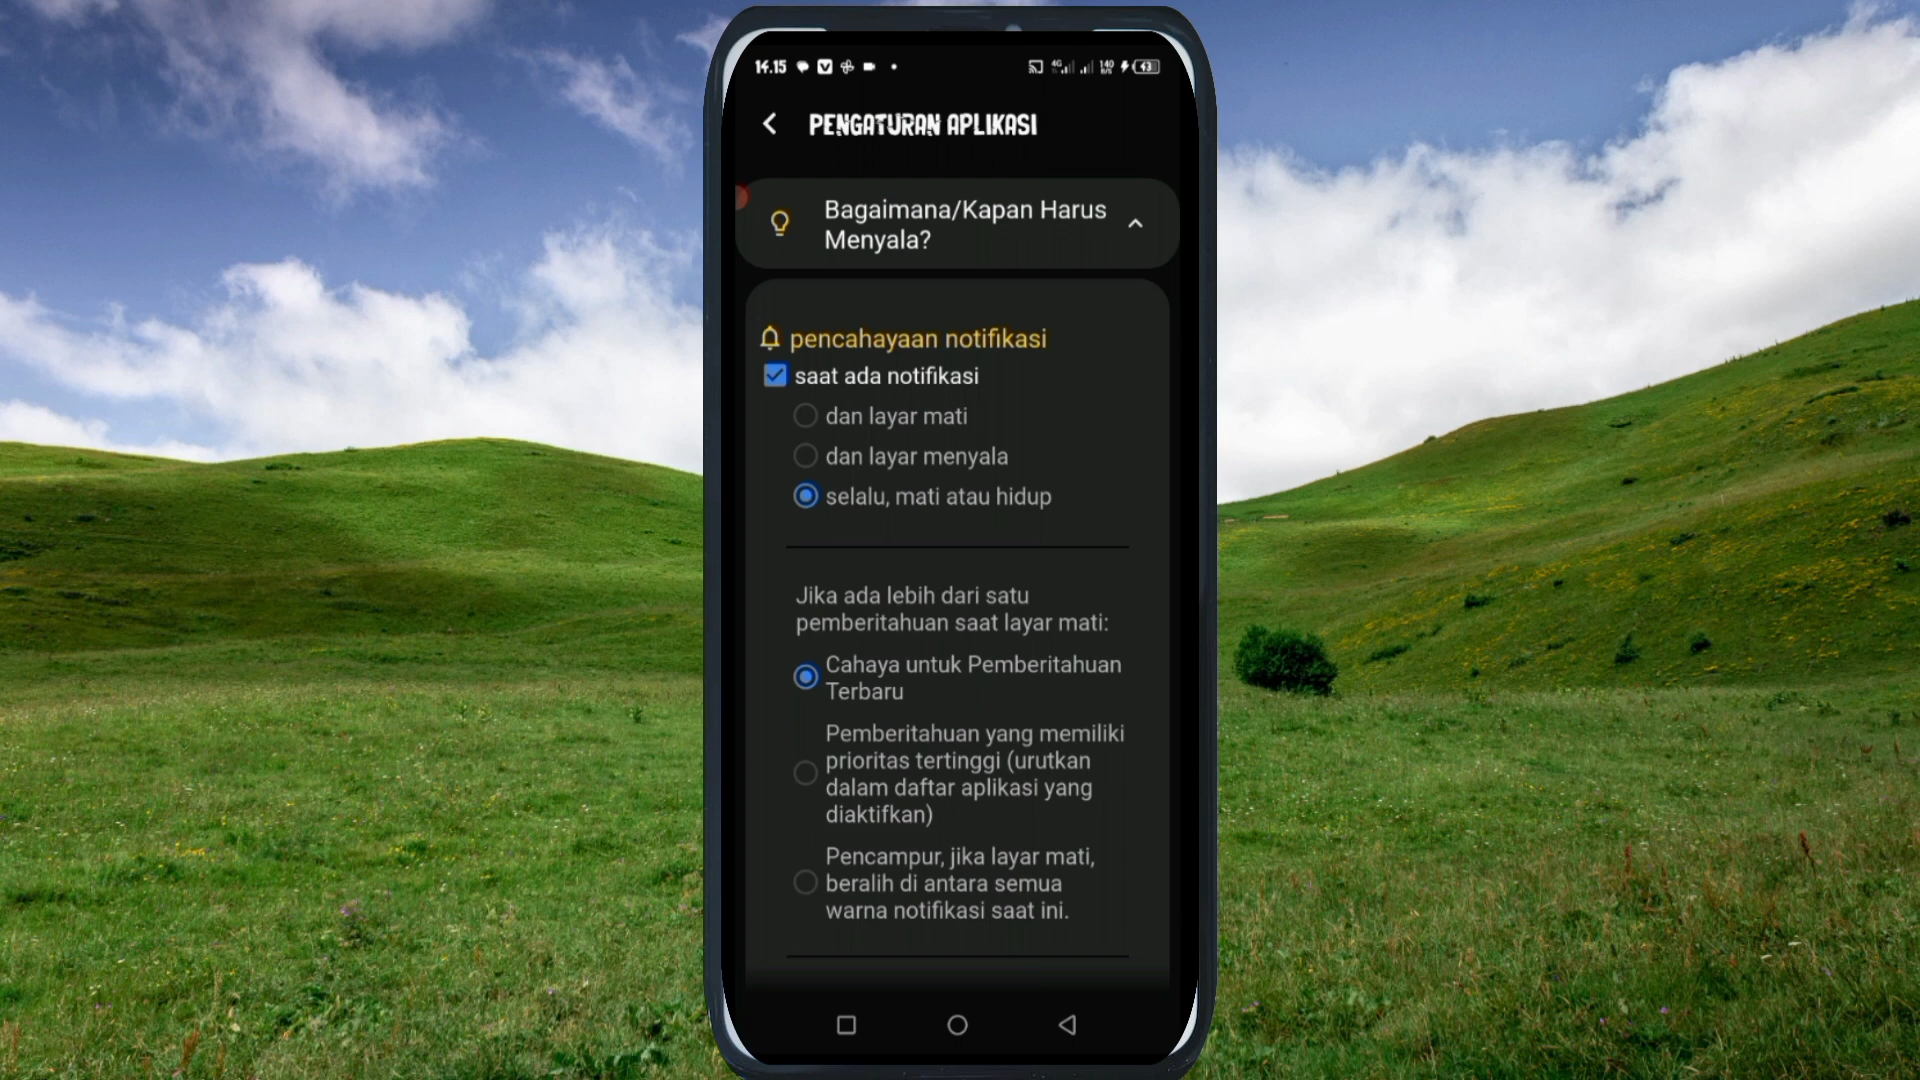 14.15
4G
140
B/S
43
PENGATURAN APLIKASI
Bagaimana/Kapan Harus
Menyala?
pencahayaan notifikasi
saat ada notifikasi
dan layar mati
dan layar menyala
selalu, mati atau hidup
Jika ada lebih dari satu
pemberitahuan saat layar mati:
Cahaya untuk Pemberitahuan
Terbaru
Pemberitahuan yang memiliki
prioritas tertinggi (urutkan
dalam daftar aplikasi yang
diaktifkan)
Pencampur, jika layar mati,
beralih di antara semua
warna notifikasi saat ini.